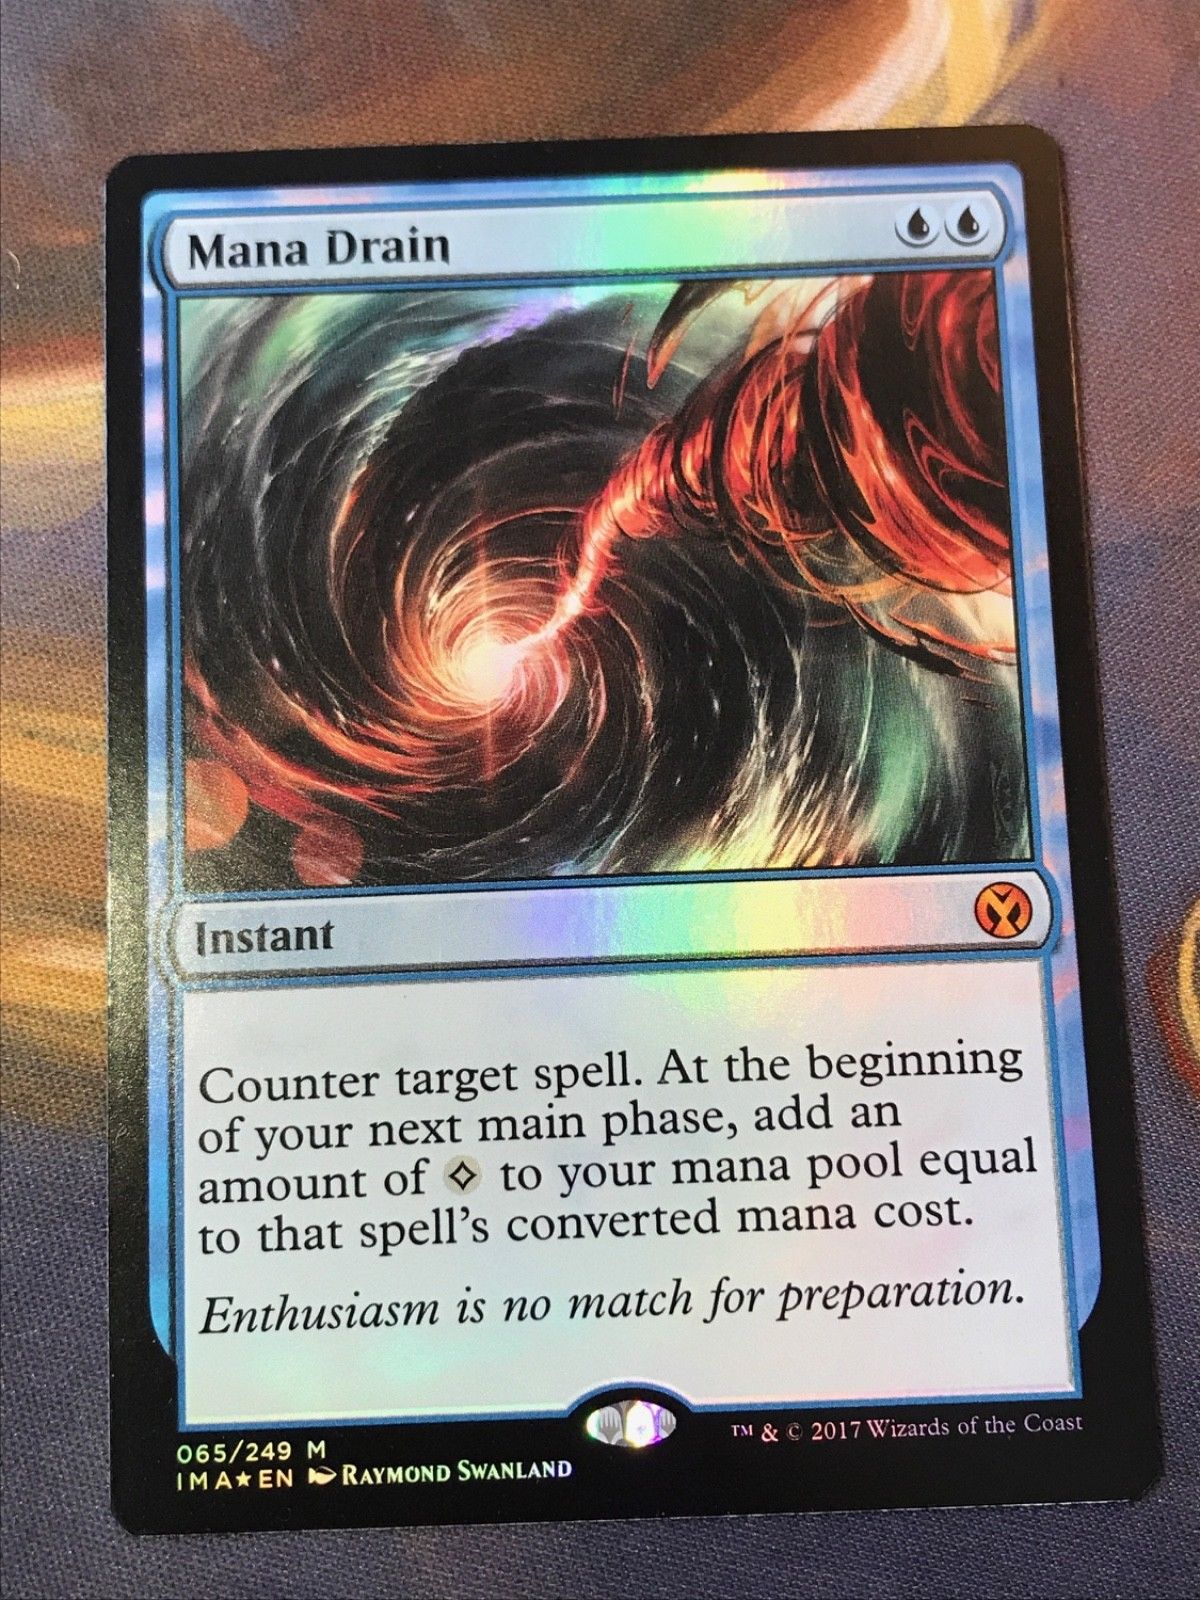 Mana Drain
Instant
Counter target spell. At the beginning
of your next main phase, add an
amount of to your mana pool equal
to that spell's converted mana cost.
Enthusiasm is no match for preparation.
065/249 M
IMA★EN RAYMOND SWANLAND
™ & © 2017 Wizards of the Coast